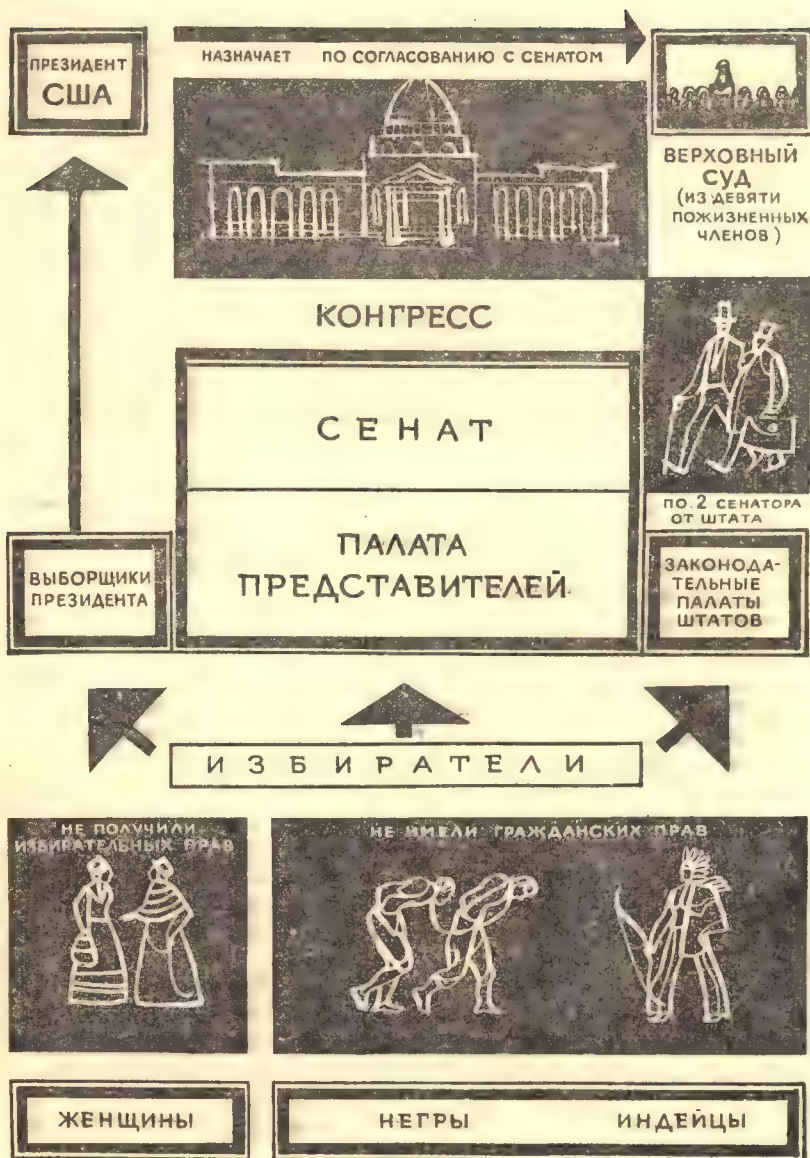 ПРЕЗИДЕНТ
США
НАЗНАЧАЕТ ПО СОГЛАСОВАНИЮ С СЕНАТОМ
ВЕРХОВНЫЙ
СУД
(ИЗ ДЕВЯТИ
ПОЖИЗНЕННЫХ
ЧЛЕНОВ)
КОНГРЕСС
СЕНАТ
ПАЛАТА
ПРЕДСТАВИТЕЛЕЙ
ПО 2 СЕНАТОРА
ОТ ШТАТА
ВЫБОРЩИКИ
ПРЕЗИДЕНТА
ЗАКОНОДА-
ТЕЛЬНЫЕ
ПАЛАТЫ
ШТАТОВ
ИЗБИРАТЕЛИ
НЕ ПОЛУЧИЛИ
ИЗБИРАТЕЛЬНЫХ ПРАВ
НЕ ИМЕЛИ ГРАЖДАНСКИХ ПРАВ
ЖЕНЩИНЫ
НЕГРЫ ИНДЕЙЦЫ